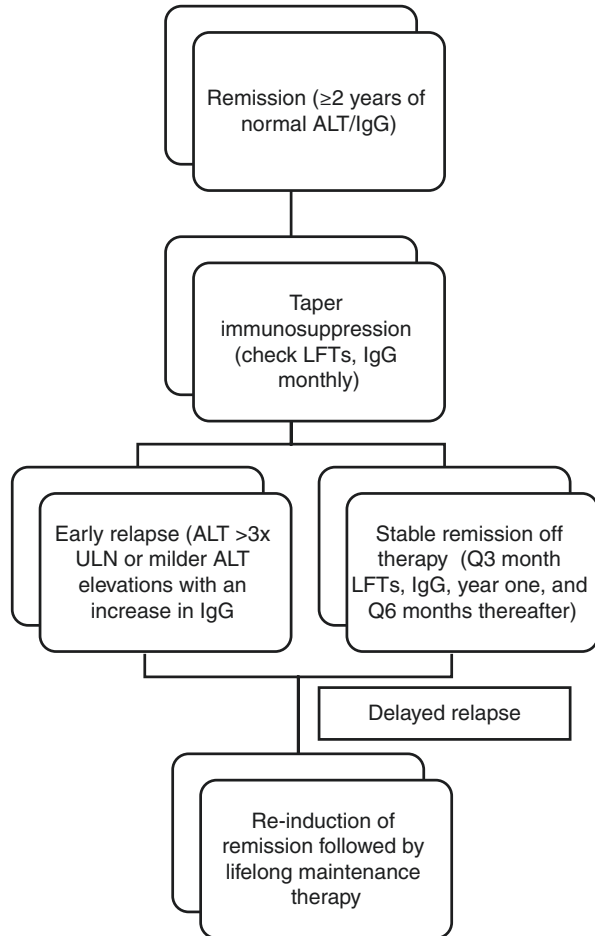 Remission (≥2 years of
normal ALT/IgG)
Taper
immunosuppression
(check LFTs, IgG
monthly)
Early relapse (ALT >3x
ULN or milder ALT
elevations with an
increase in IgG
Stable remission off
therapy (Q3 month
LFTs, IgG, year one, and
Q6 months thereafter)
Delayed relapse
Re-induction of
remission followed by
lifelong maintenance
therapy